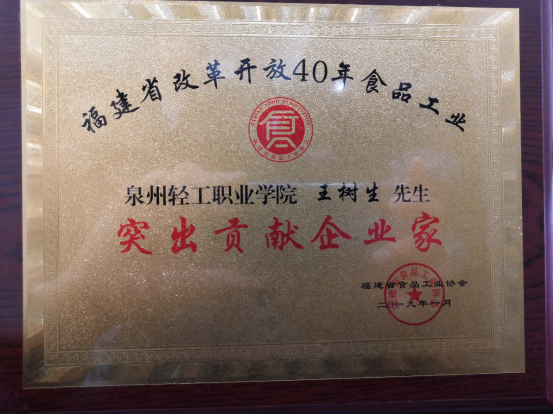 福建省改革开放40年食品工业
泉州轻工职业学院 王树生 先生
突出贡献企业家
福建省食品工业协会
二〇一九年一月